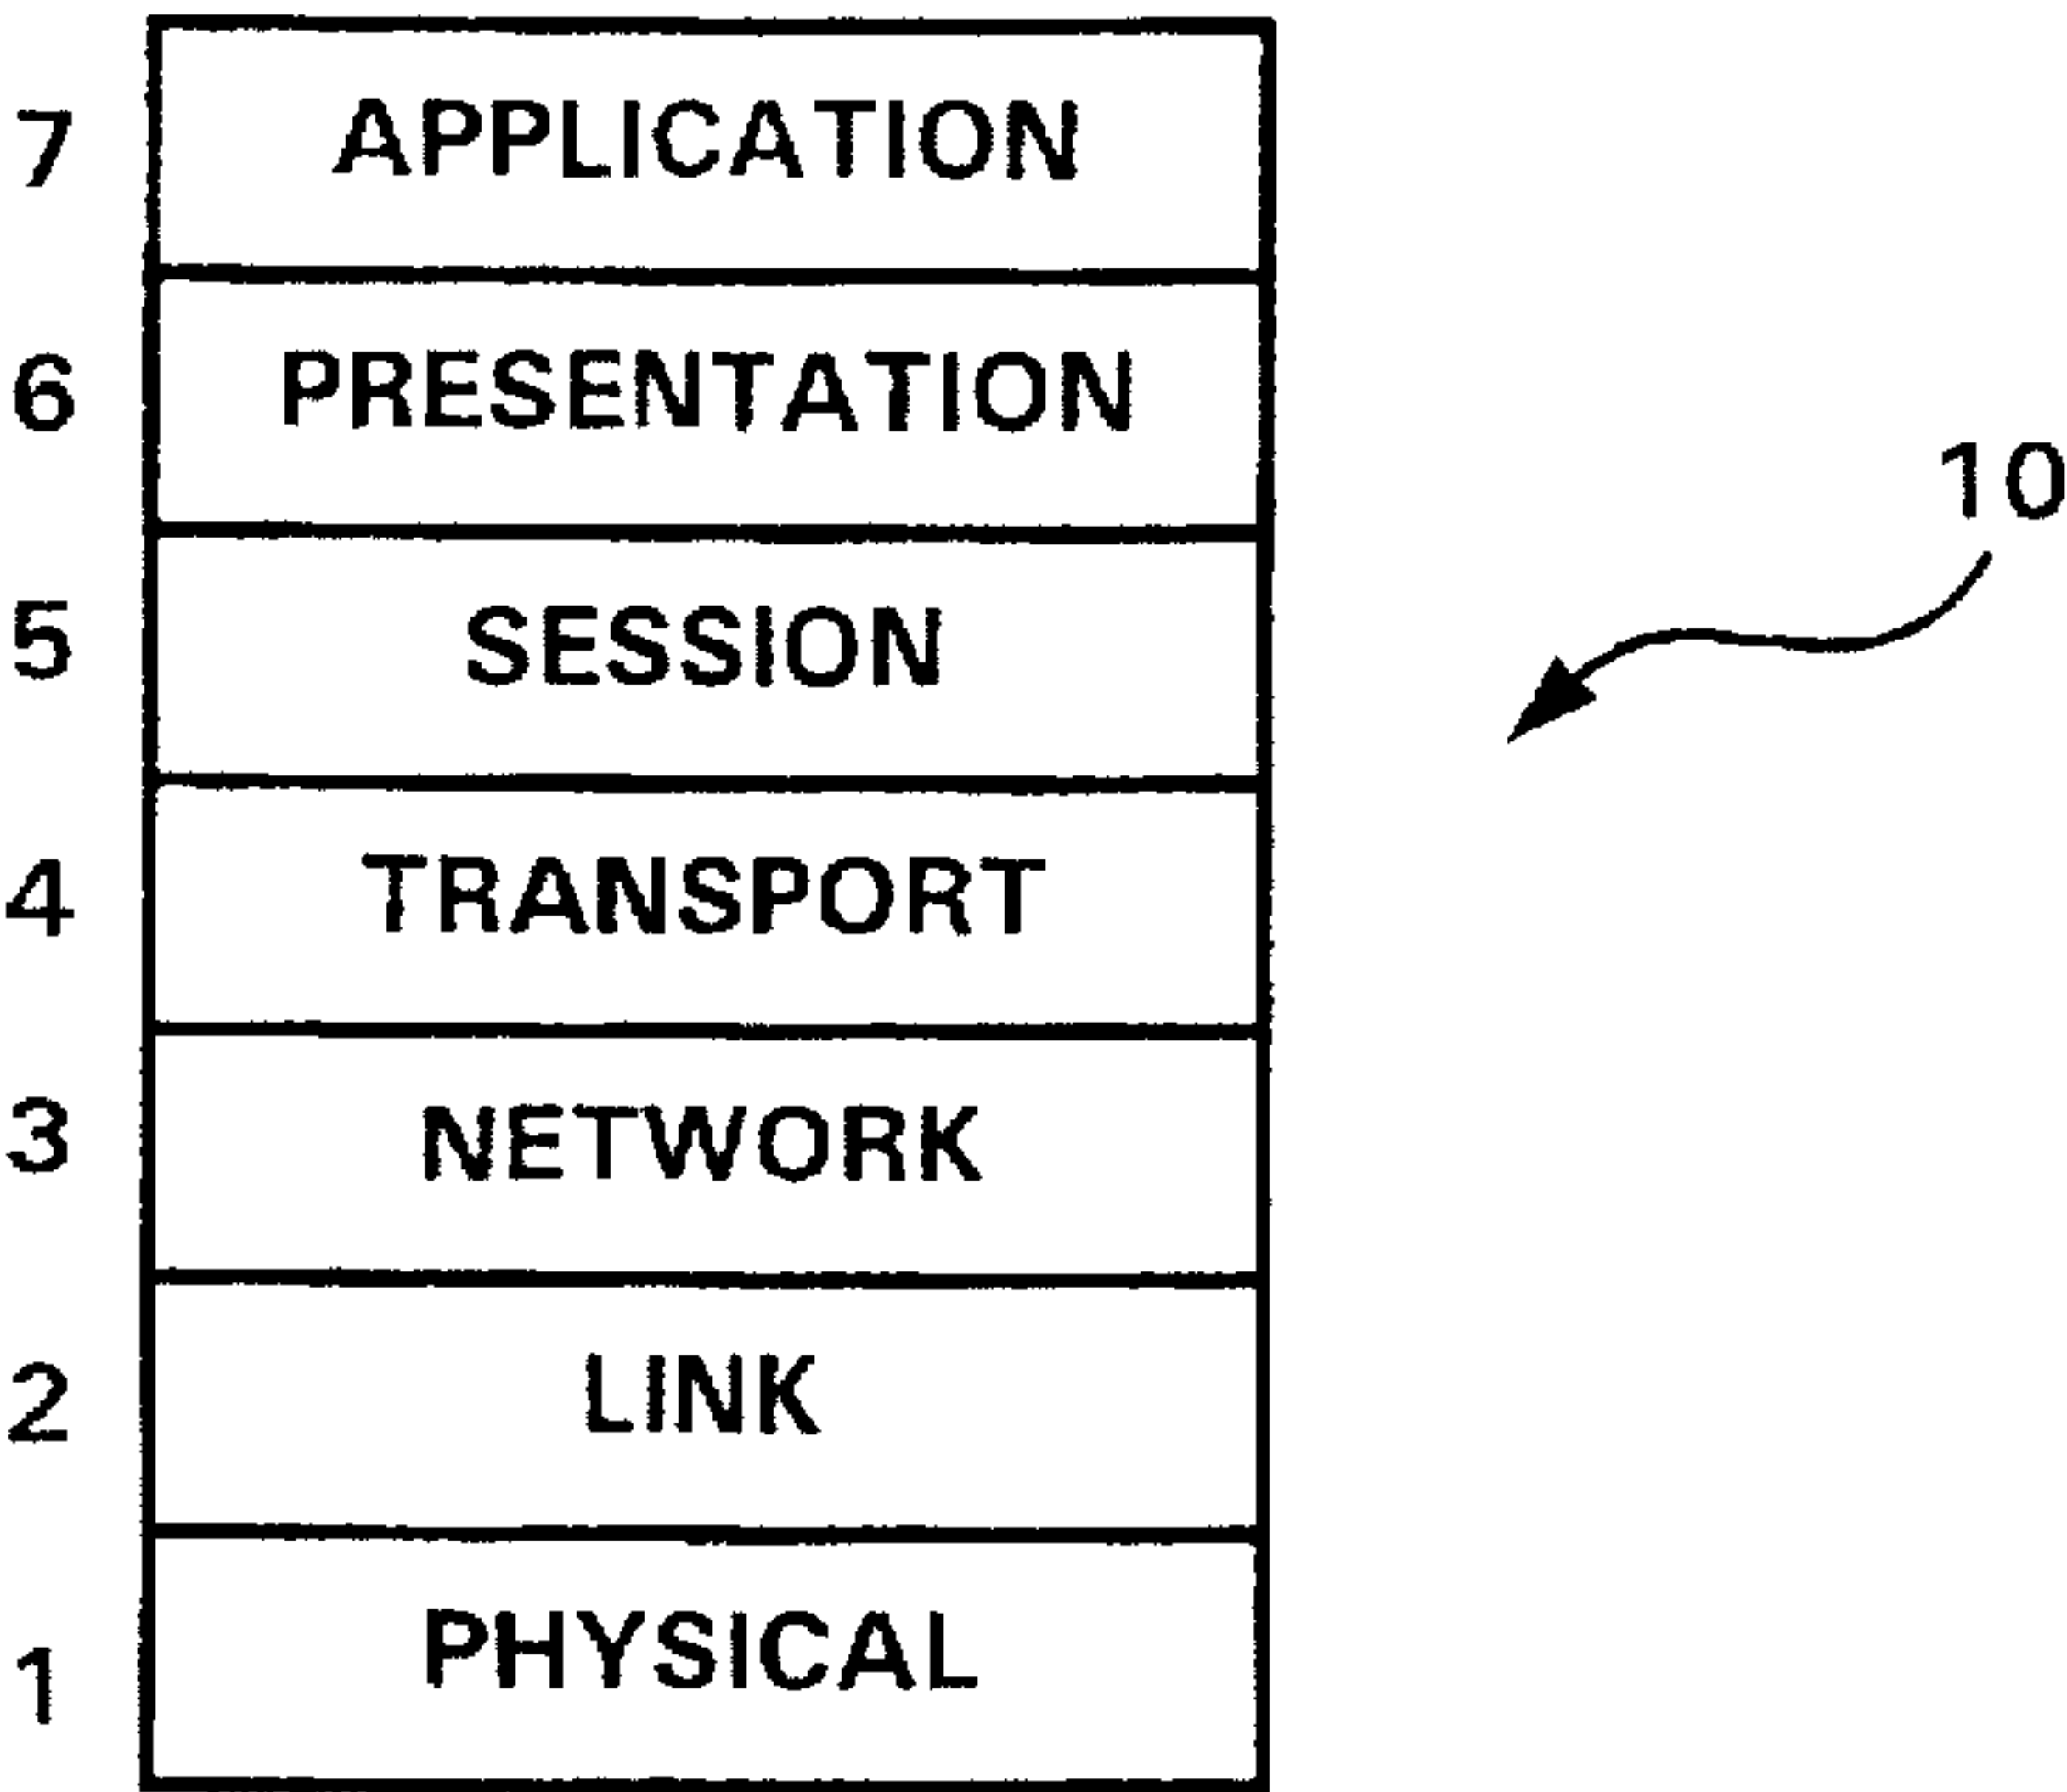 7 APPLICATION
6 PRESENTATION
10
5 SESSION
4 TRANSPORT
3 NETWORK
2 LINK
1 PHYSICAL